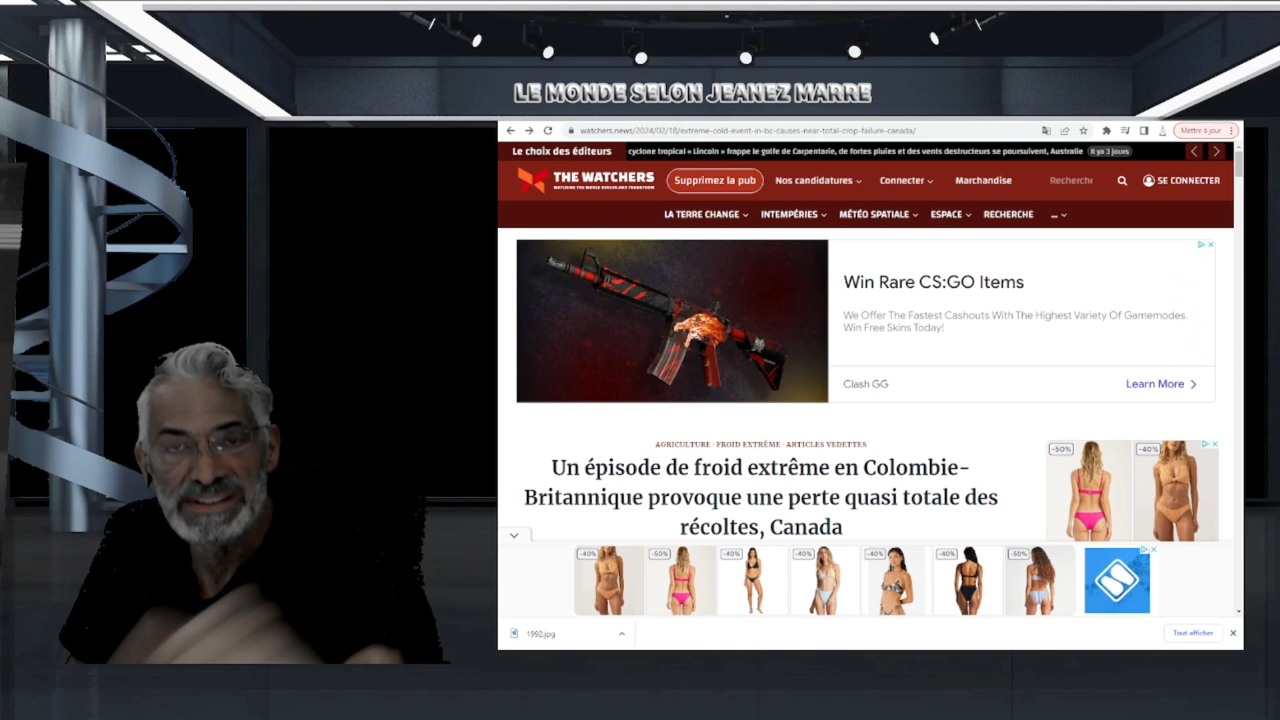 LE MONDE SELON JEANEZ MARRE
watchers.news/2024/02/18/extreme-cold-event-in-bc-causes-near-total-crop-failure-canada/
Mettre à jour
Le choix des éditeurs
cyclone tropical « Lincoln » frappe le golfe de Carpentarie, de fortes pluies et des vents destructeurs se poursuivent, Australie
Il ya 3 jours
THE WATCHERS
Supprimez la pub
Nos candidatures
Connecter
Marchandise
Recherche
SE CONNECTER
LA TERRE CHANGE
INTEMPÉRIES
MÉTÉO SPATIALE
ESPACE
RECHERCHE
...
Win Rare CS:GO Items
We Offer The Fastest Cashouts With The Highest Variety Of Gamemodes.
Win Free Skins Today!
Clash GG
Learn More
AGRICULTURE · FROID EXTRÊME · ARTICLES VEDETTES
Un épisode de froid extrême en Colombie-
Britannique provoque une perte quasi totale des
récoltes, Canada
-50%
-40%
-40%
-50%
-40%
-40%
-40%
-40%
-50%
1992.jpg
Tout afficher